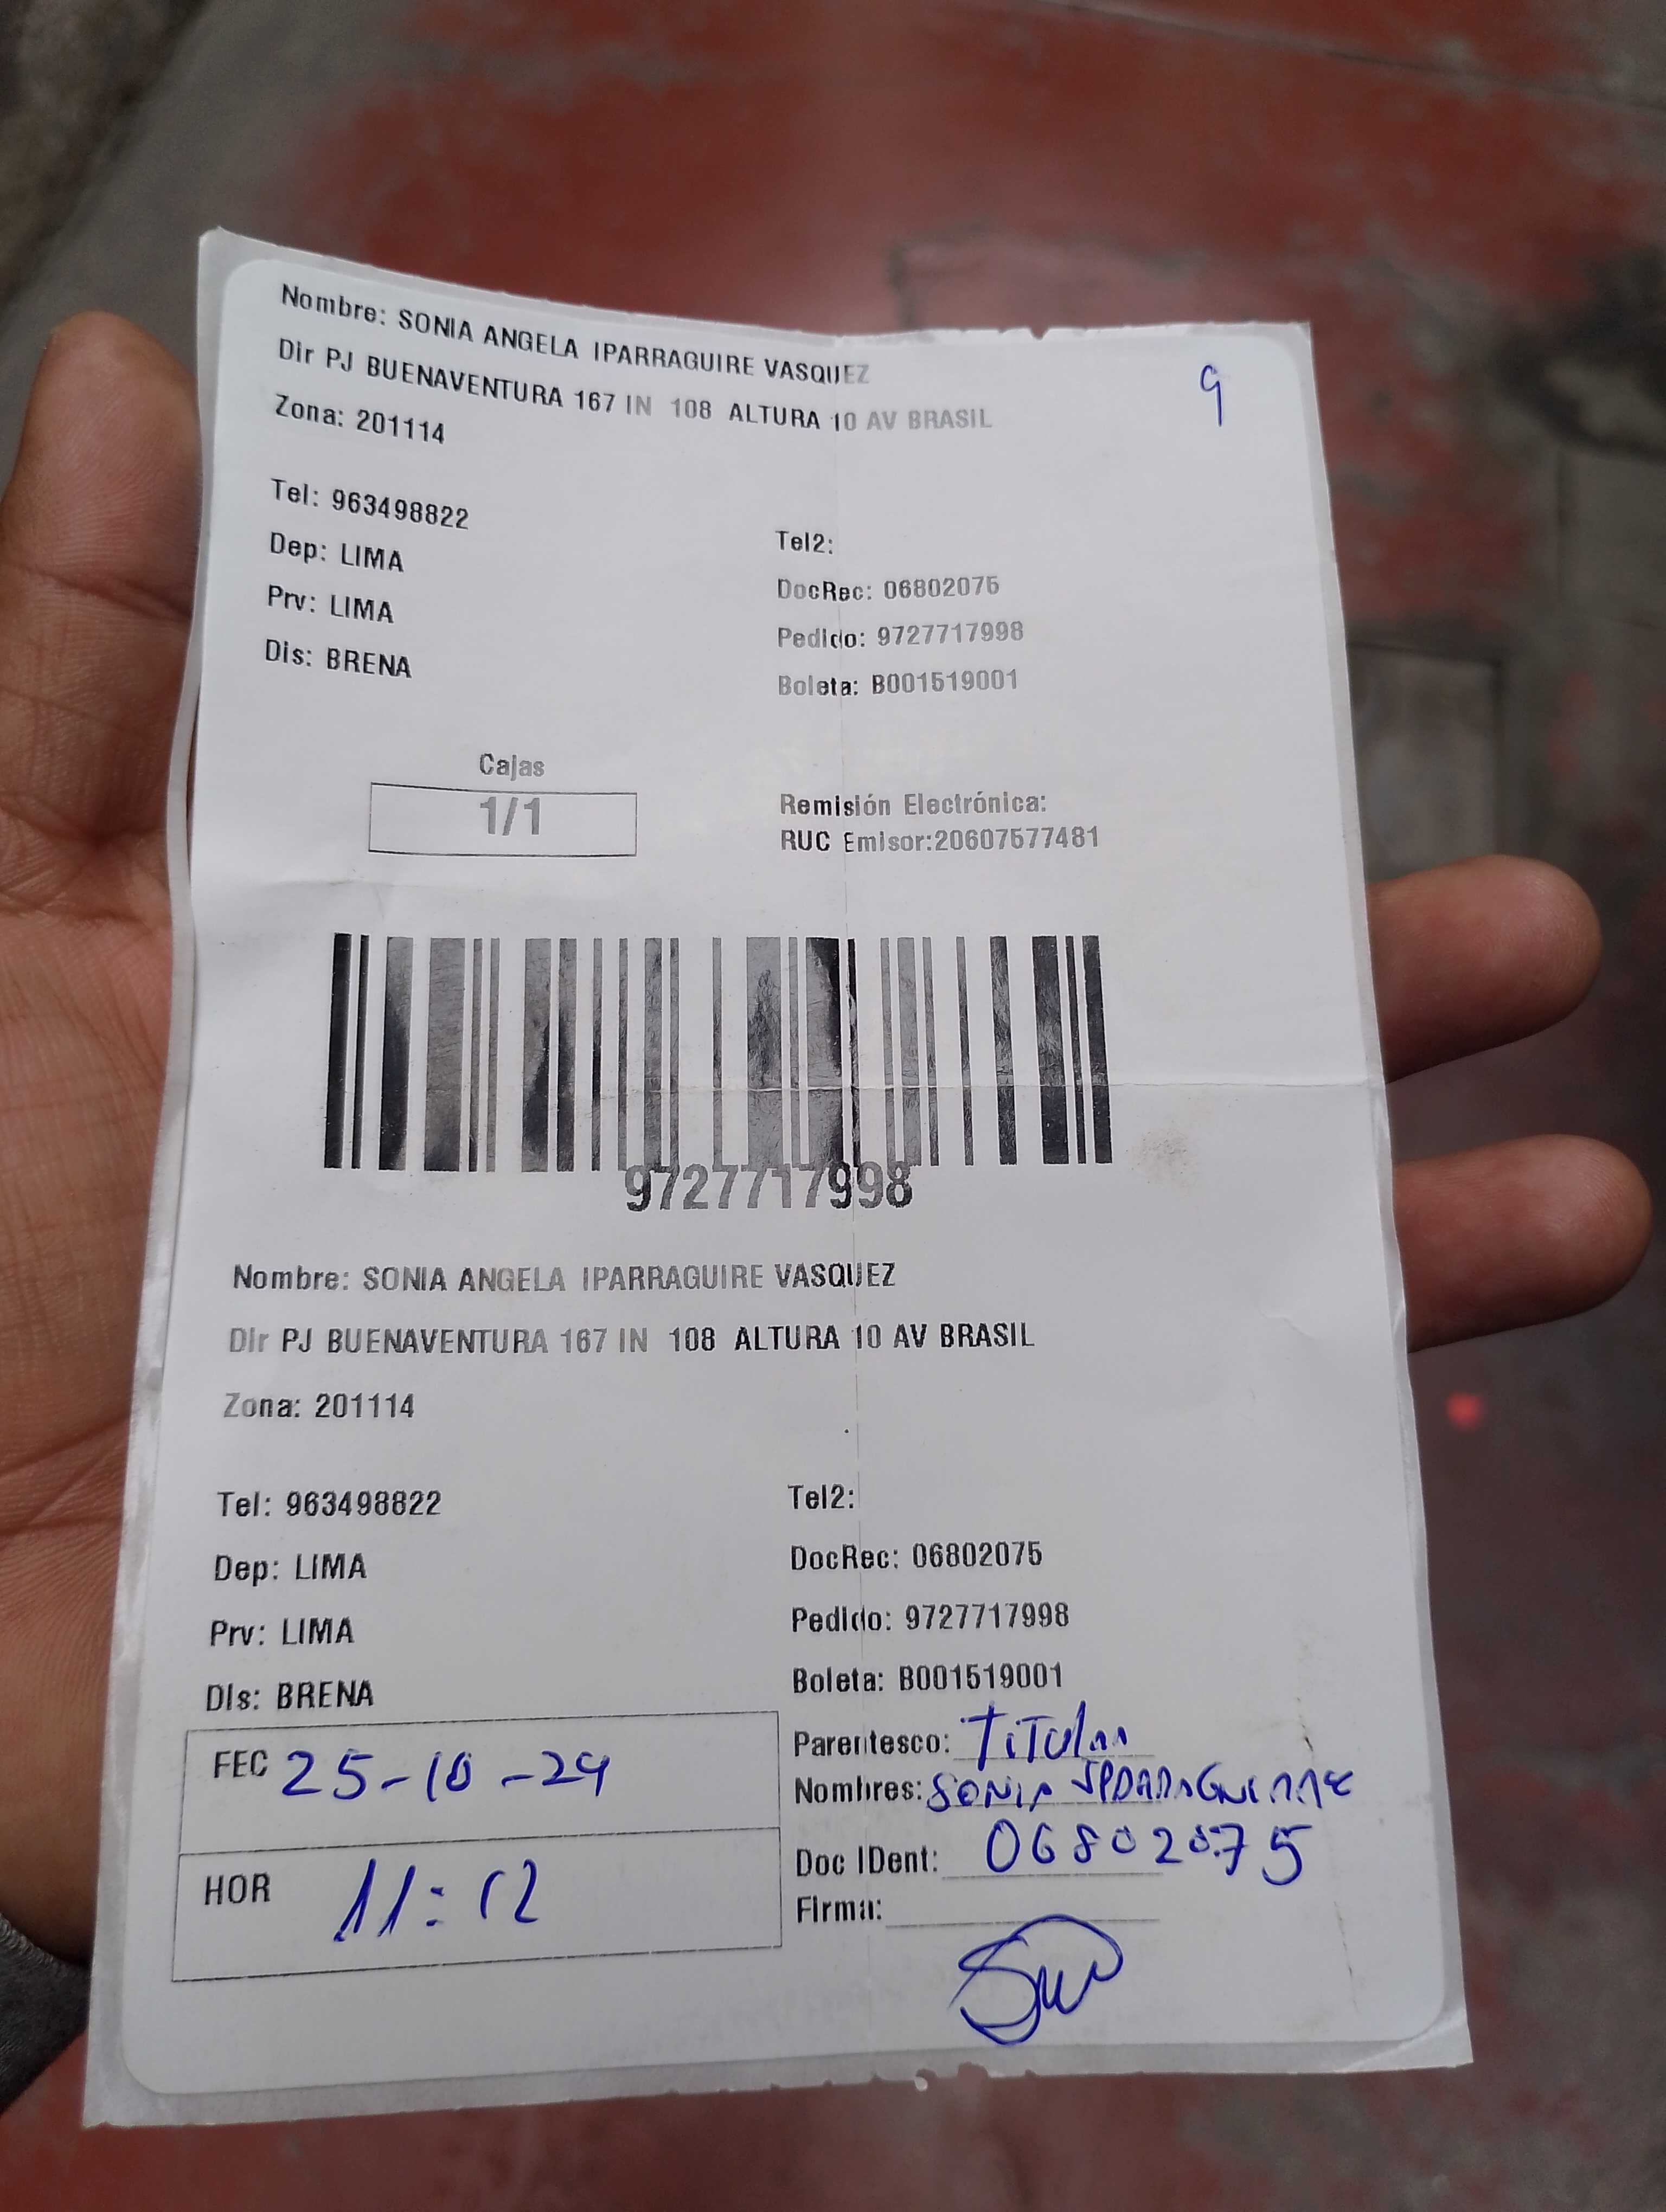 Nombre: SONIA ANGELA IPARRAGUIRE VASQUEZ
9
Dir PJ BUENAVENTURA 167 IN 108 ALTURA 10 AV BRASIL
Zona: 201114
Tel: 963498822
Tel2:
Dep: LIMA
DocRec: 06802075
Prv: LIMA
Pedido: 9727717998
Dis: BRENA
Boleta: B001519001
Cajas
1/1
Remisión Electrónica:
RUC Emisor:20607577481
9727717998
Nombre: SONIA ANGELA IPARRAGUIRE VASQUEZ
Dir PJ BUENAVENTURA 167 IN 108 ALTURA 10 AV BRASIL
Zona: 201114
Tel: 963498822
Tel2:
Dep: LIMA
DocRec: 06802075
Prv: LIMA
Pedido: 9727717998
Dis: BRENA
Boleta: B001519001
FEC 25-10-24
Parentesco: TiTular
Nombres: SONIA
HOR 11:12
Doc IDent: 06802075
Firma: